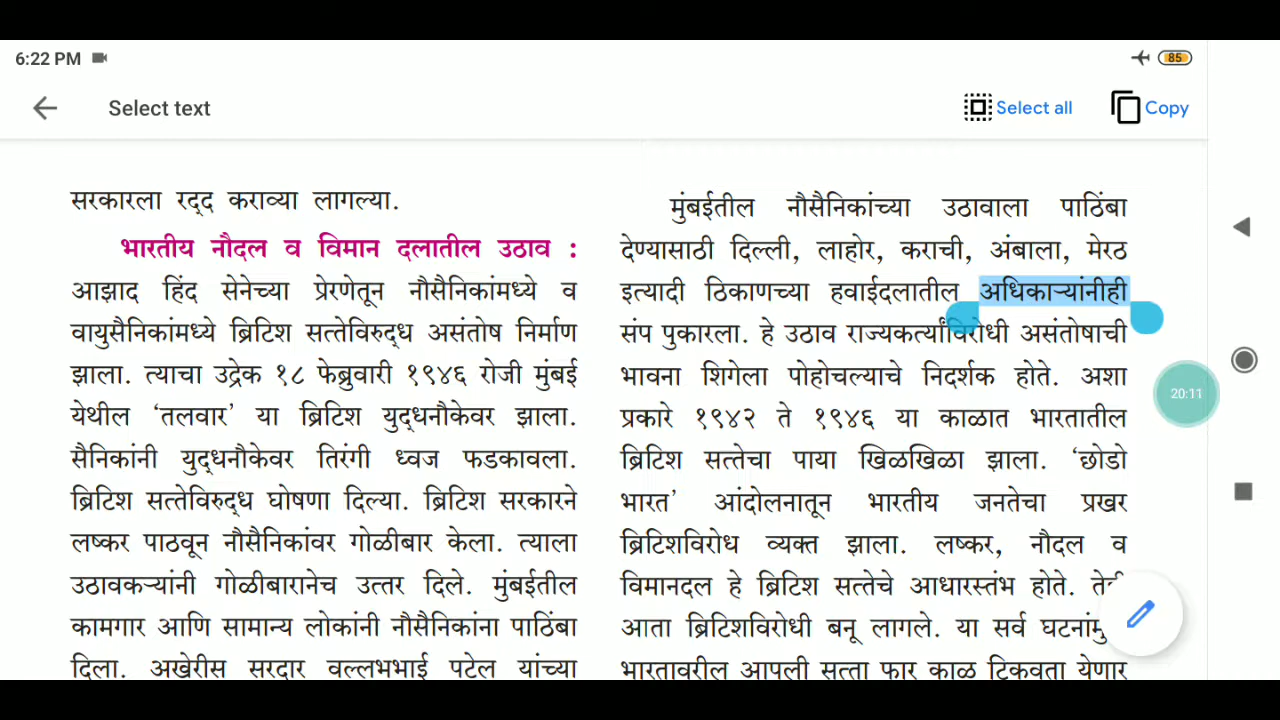 6:22 PM
85
Select text
Select all
Copy
सरकारला रद्द कराव्या लागल्या.
भारतीय नौदल व विमान दलातील उठाव :
आझाद हिंद सेनेच्या प्रेरणेतून नौसैनिकांमध्ये व
वायुसैनिकांमध्ये ब्रिटिश सत्तेविरुद्ध असंतोष निर्माण
झाला. त्याचा उद्रेक १८ फेब्रुवारी १९४६ रोजी मुंबई
येथील ‘तलवार’ या ब्रिटिश युद्धनौकेवर झाला.
सैनिकांनी युद्धनौकेवर तिरंगी ध्वज फडकावला.
ब्रिटिश सत्तेविरुद्ध घोषणा दिल्या. ब्रिटिश सरकारने
लष्कर पाठवून नौसैनिकांवर गोळीबार केला. त्याला
उठावकऱ्यांनी गोळीबारानेच उत्तर दिले. मुंबईतील
कामगार आणि सामान्य लोकांनी नौसैनिकांना पाठिंबा
दिला. अखेरीस सरदार वल्लभभाई पटेल यांच्या
मुंबईतील नौसैनिकांच्या उठावाला पाठिंबा
देण्यासाठी दिल्ली, लाहोर, कराची, अंबाला, मेरठ
इत्यादी ठिकाणच्या हवाईदलातील अधिकाऱ्यांनीही
संप पुकारला. हे उठाव राज्यकर्त्यांविरोधी असंतोषाची
भावना शिगेला पोहोचल्याचे निदर्शक होते. अशा
प्रकारे १९४२ ते १९४६ या काळात भारतातील
ब्रिटिश सत्तेचा पाया खिळखिळा झाला. ‘छोडो
भारत’ आंदोलनातून भारतीय जनतेचा प्रखर
ब्रिटिशविरोध व्यक्त झाला. लष्कर, नौदल व
विमानदल हे ब्रिटिश सत्तेचे आधारस्तंभ होते.
आता ब्रिटिशविरोधी बनू लागले. या सर्व
भारतावरील आपली सत्ता फार काळ टिकवता येणार
20:11